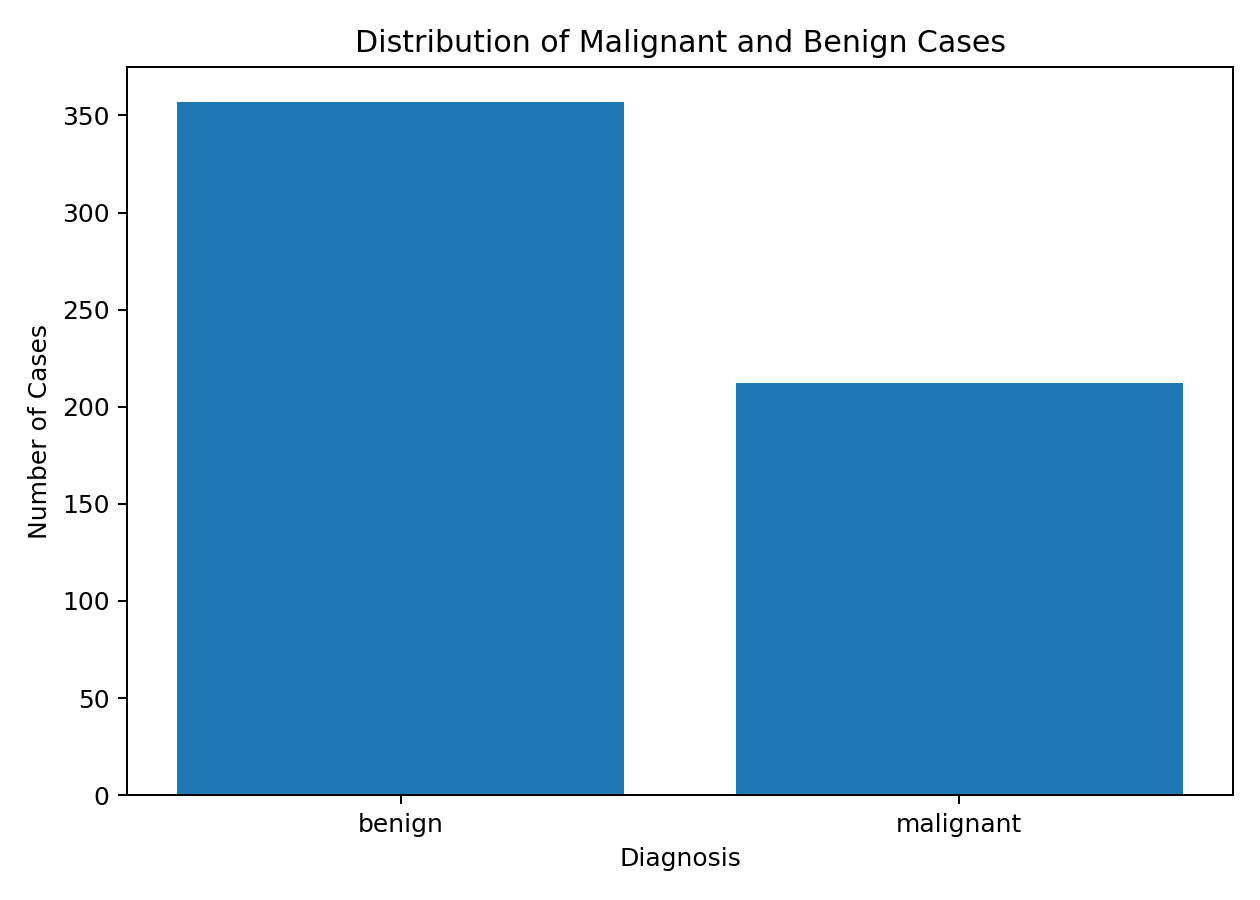 Distribution of Malignant and Benign Cases
Number of Cases
350
300
250
200
150
100
50
0
benign malignant
Diagnosis